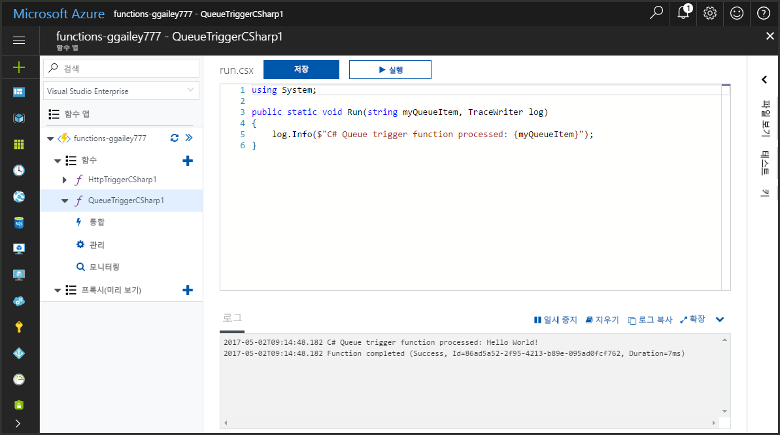 Microsoft Azure functions-ggailey777 - QueueTriggerCSharp1
1
functions-ggailey777 - QueueTriggerCSharp1
함수 앱
검색
Visual Studio Enterprise
함수 앱
functions-ggailey777
함수
HttpTriggerCSharp1
QueueTriggerCSharp1
통합
관리
모니터링
프록시(미리 보기)
run.csx 저장 실행
1 using System;
2
3 public static void Run(string myQueueItem, TraceWriter log)
4 {
5 log.Info($"C# Queue trigger function processed: {myQueueItem}");
6 }
로그 일시 중지 지우기 로그 복사 확장
2017-05-02T09:14:48.182 C# Queue trigger function processed: Hello World!
2017-05-02T09:14:48.182 Function completed (Success, Id=86ad5a52-2f95-4213-b89e-095ad0fcf762, Duration=7ms)
파일 보기
테스트
키